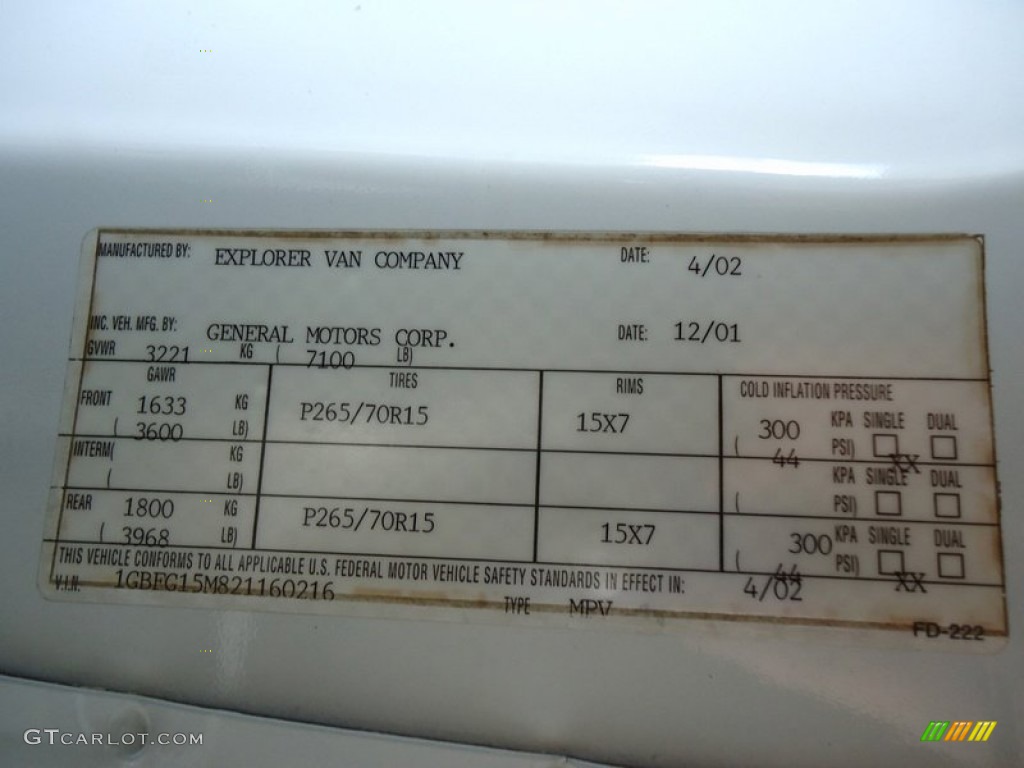 MANUFACTURED BY: EXPLORER VAN COMPANY DATE: 4/02
INC. VEH. MFG. BY: GENERAL MOTORS CORP. DATE: 12/01
GVWR 3221 KG ( 7100 LB)
GAWR TIRES RIMS COLD INFLATION PRESSURE
FRONT 1633 KG P265/70R15 15X7 300 KPA SINGLE DUAL
( 3600 LB) ( 44 PSI) XX
INTERM( KG KPA SINGLE DUAL
( LB) ( PSI)
REAR 1800 KG P265/70R15 15X7 300 KPA SINGLE DUAL
( 3968 LB) ( 44 PSI) XX
THIS VEHICLE CONFORMS TO ALL APPLICABLE U.S. FEDERAL MOTOR VEHICLE SAFETY STANDARDS IN EFFECT IN: 4/02
V.I.N. 1GBFG15M821160216 TYPE MPV
FD-222
GTCARLOT.COM